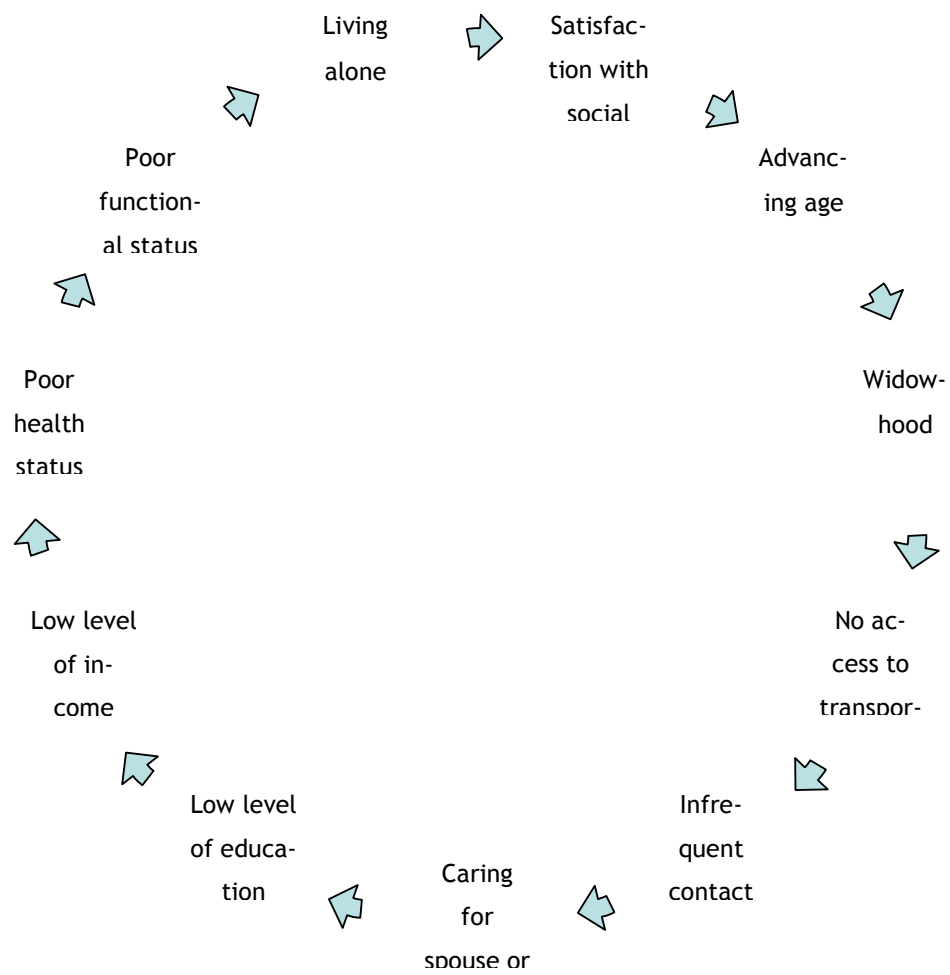 Living
alone
Satisfac-
tion with
social
Advanc-
ing age
Widow-
hood
No ac-
cess to
transpor-
Infre-
quent
contact
Caring
for
spouse or
Low level
of educa-
tion
Low level
of in-
come
Poor
health
status
Poor
function-
al status